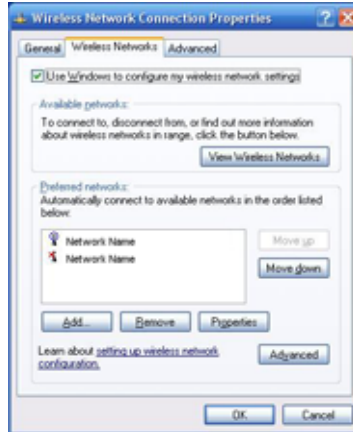 Wireless Network Connection Properties
General Wireless Networks Advanced
Use Windows to configure my wireless network settings
Available networks:
To connect to, disconnect from, or find out more information
about wireless networks in range, click the button below.
View Wireless Networks
Preferred networks:
Automatically connect to available networks in the order listed
below:
Network Name
Network Name
Move up
Move down
Add...
Remove
Properties
Learn about setting up wireless network
configuration.
Advanced
OK
Cancel